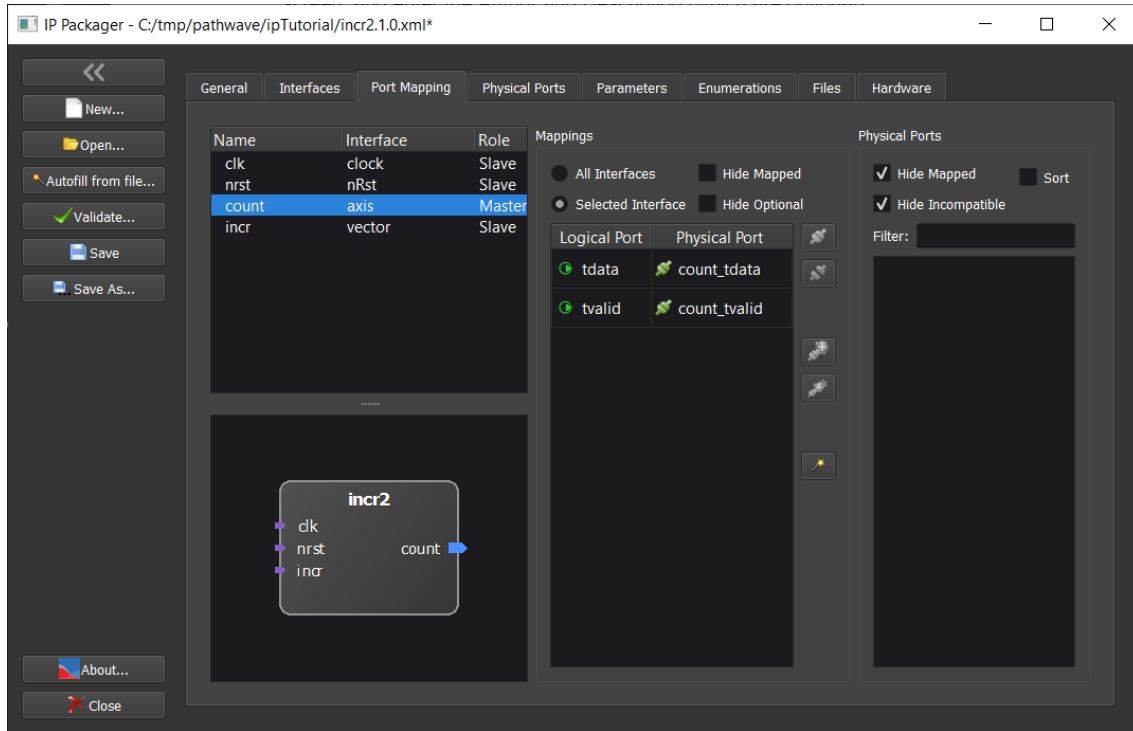 IP Packager - C:/tmp/pathwave/ipTutorial/incr2.1.0.xml*
New...
Open...
Autofill from file...
Validate...
Save
Save As...
About...
Close
General Interfaces Port Mapping Physical Ports Parameters Enumerations Files Hardware
Name Interface Role
clk clock Slave
nrst nRst Slave
count axis Master
incr vector Slave
incr2
clk
nrst count
incr
Mappings
All Interfaces Hide Mapped
Selected Interface Hide Optional
Logical Port Physical Port
tdata count_tdata
tvalid count_tvalid
Physical Ports
Hide Mapped Sort
Hide Incompatible
Filter: